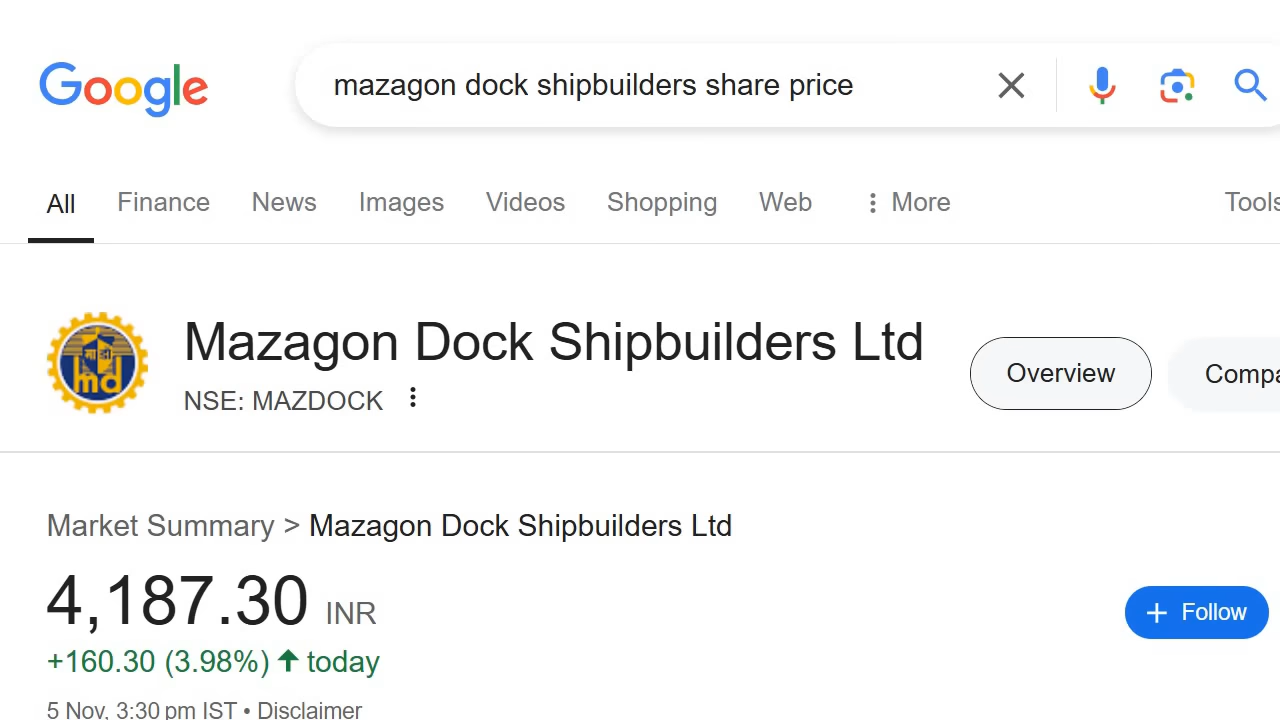 Google
mazagon dock shipbuilders share price
All Finance News Images Videos Shopping Web More Tools
Mazagon Dock Shipbuilders Ltd
NSE: MAZDOCK
Overview
md
Market Summary > Mazagon Dock Shipbuilders Ltd
4,187.30 INR
+ Follow
+160.30 (3.98%) ↑ today
5 Nov, 3:30 pm IST • Disclaimer